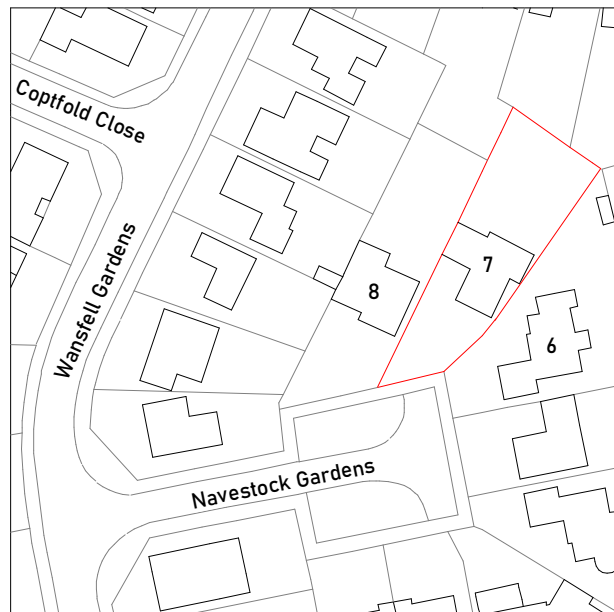 Coptfold Close
Wansfell Gardens
7
8
6
Navestock Gardens